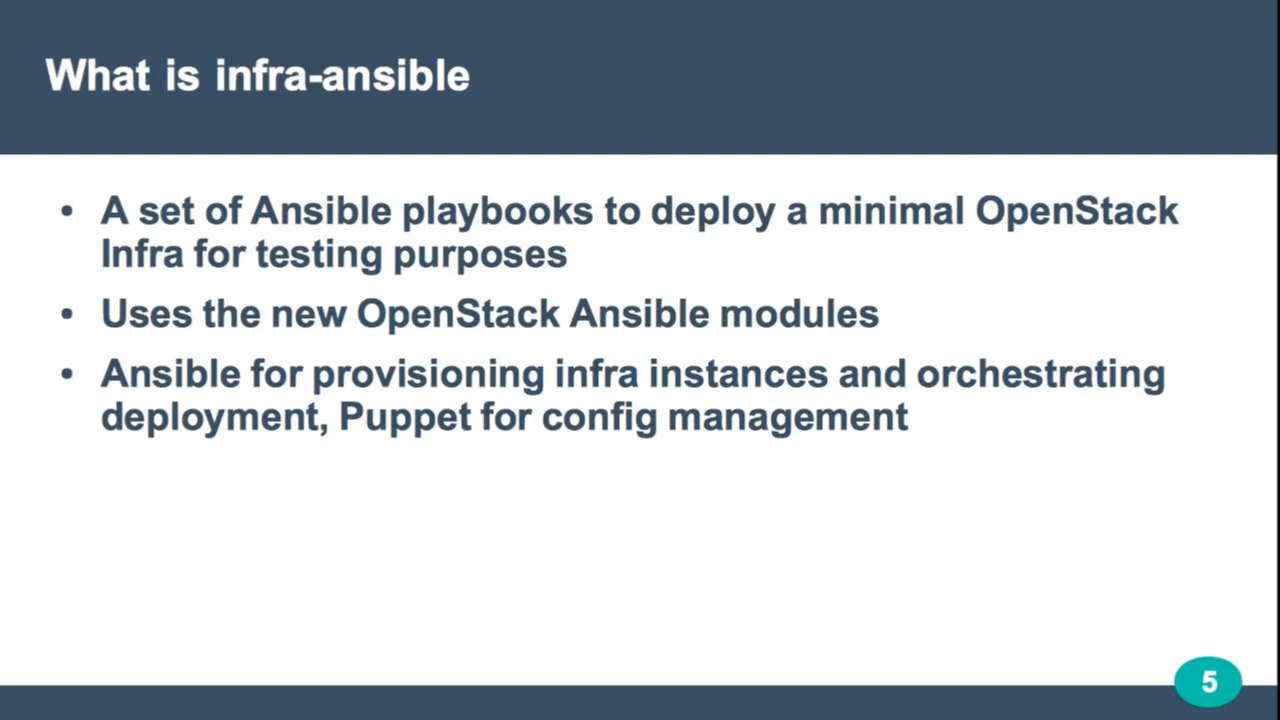 What is infra-ansible
• A set of Ansible playbooks to deploy a minimal OpenStack
Infra for testing purposes
• Uses the new OpenStack Ansible modules
• Ansible for provisioning infra instances and orchestrating
deployment, Puppet for config management
5